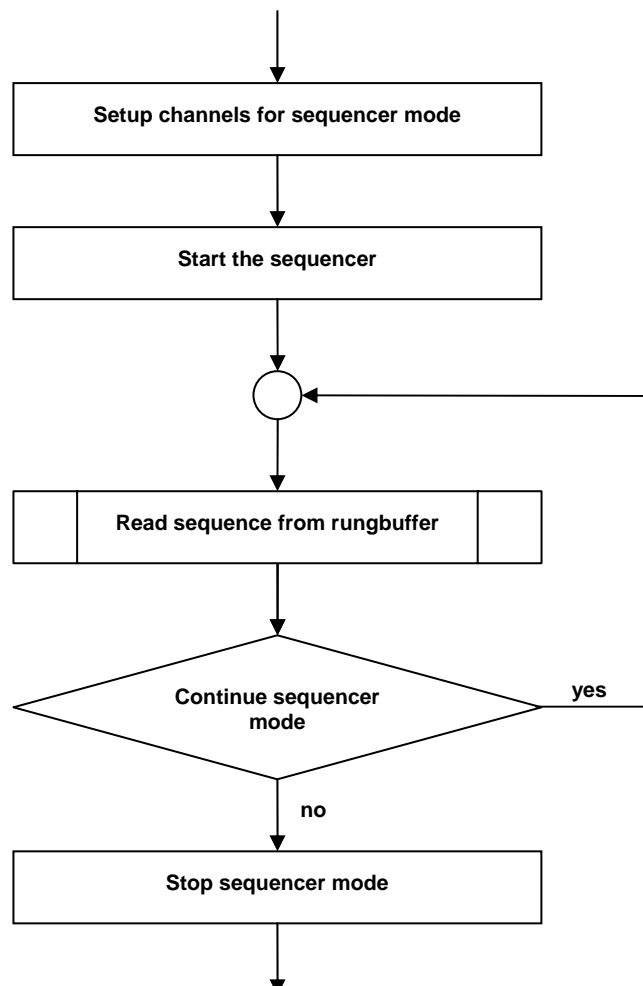 Setup channels for sequencer mode
Start the sequencer
Read sequence from rungbuffer
Continue sequencer
mode
yes
no
Stop sequencer mode